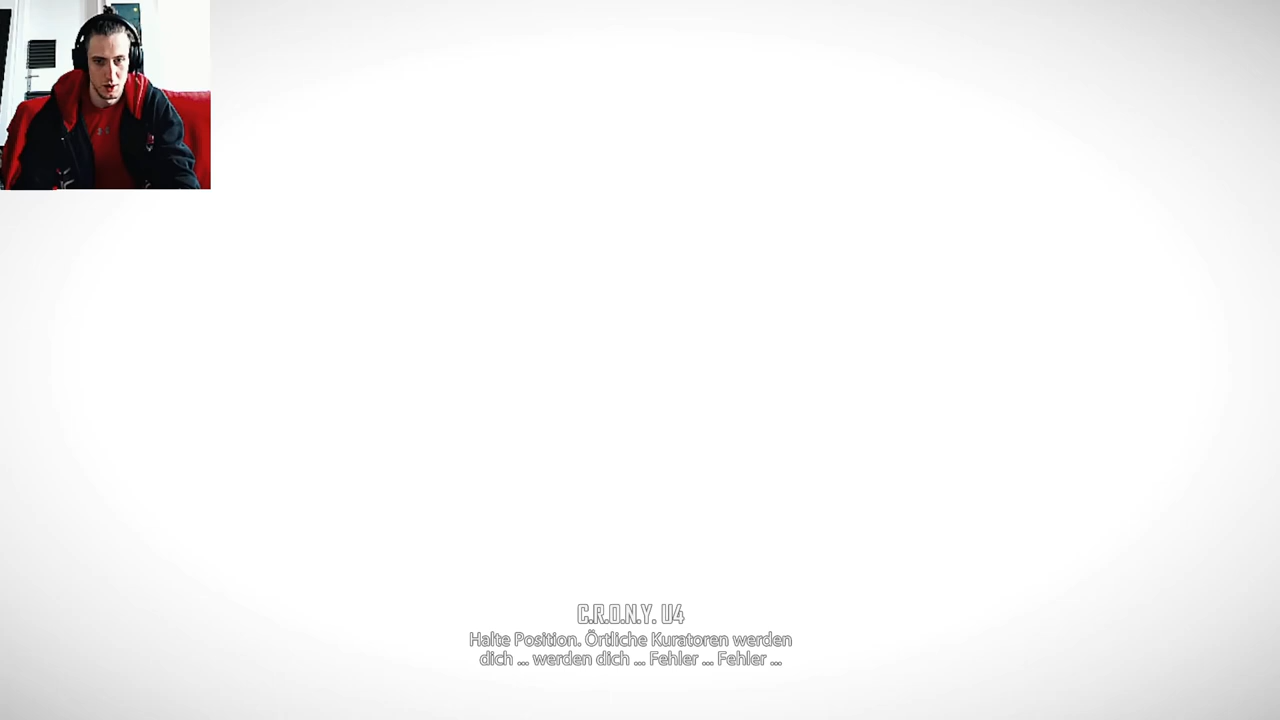 C.R.O.N.Y. U4
Halte Position. Örtliche Kuratoren werden
dich ... werden dich ... Fehler ... Fehler ...